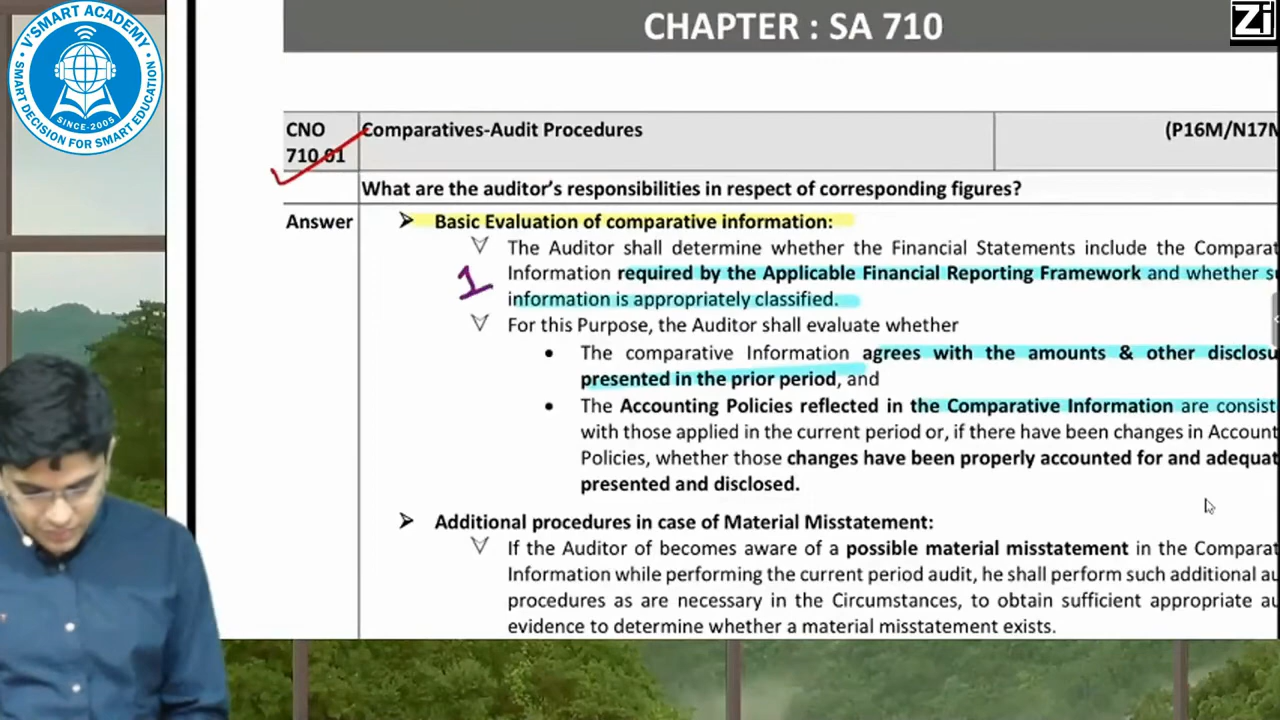 CHAPTER : SA 710
Zi
V'SMART ACADEMY
SINCE-2005
SMART DECISION FOR SMART EDUCATION
CNO
710.01
Comparatives-Audit Procedures
(P16M/N17M
What are the auditor's responsibilities in respect of corresponding figures?
Answer
➢ Basic Evaluation of comparative information:
The Auditor shall determine whether the Financial Statements include the Comparat
1
Information required by the Applicable Financial Reporting Framework and whether s
information is appropriately classified.
For this Purpose, the Auditor shall evaluate whether
• The comparative Information agrees with the amounts & other disclosu
presented in the prior period, and
• The Accounting Policies reflected in the Comparative Information are consist
with those applied in the current period or, if there have been changes in Account
Policies, whether those changes have been properly accounted for and adequat
presented and disclosed.
➢ Additional procedures in case of Material Misstatement:
If the Auditor of becomes aware of a possible material misstatement in the Comparat
Information while performing the current period audit, he shall perform such additional au
procedures as are necessary in the Circumstances, to obtain sufficient appropriate au
evidence to determine whether a material misstatement exists.